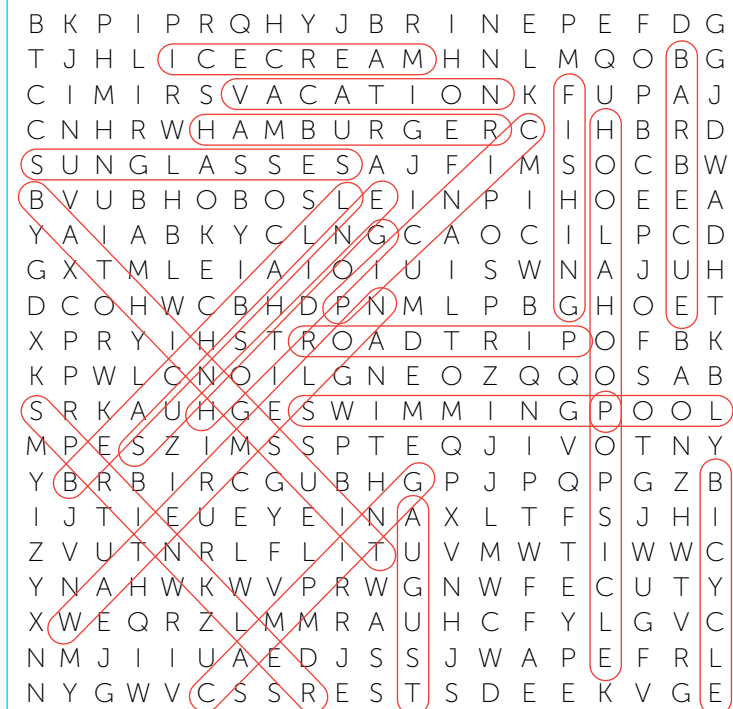 B K P I P R Q H Y J B R I N E P E F D G
T J H L I C E C R E A M H N L M Q O B G
C I M I R S V A C A T I O N K F U P A J
C N H R W H A M B U R G E R C I H B R D
S U N G L A S S E S A J F I M S O C B W
B V U B H O B O S L E I N P I H O E E A
Y A I A B K Y C L N G C A O C I L P C D
G X T M L E I A I O I U I S W N A J U H
D C O H W C B H D P N M L P B G H O E T
X P R Y I H S T R O A D T R I P O F B K
K P W L C N O I L G N E O Z Q Q O S A B
S R K A U H G E S W I M M I N G P O O L
M P E S Z I M S S P T E Q J I V O T N Y
Y B R B I R C G U B H G P J P Q P G Z B
I J T I E U E Y E I N A X L T F S J H I
Z V U T N R L F L I T U V M W T I W W C
Y N A H W K W V P R W G N W F E C U T Y
X W E Q R Z L M M R A U H C F Y L G V C
N M J I I U A E D J S S J W A P E F R L
N Y G W V C S S R E S T S D E E K V G E